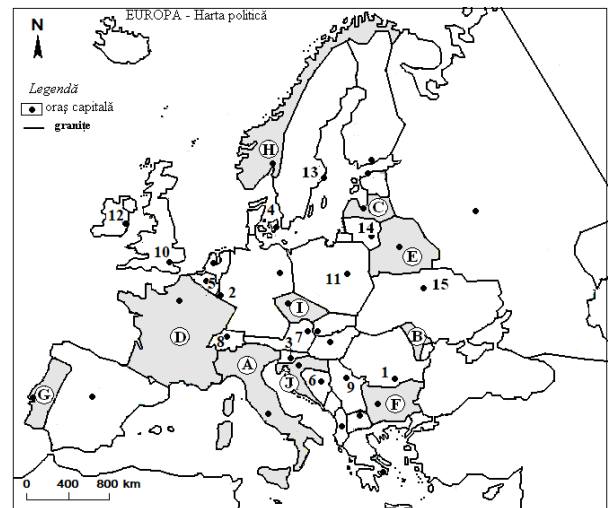 EUROPA - Harta politică
N
Legendă
oraş capitală
granițe
H
13
4
12
C
14
10
E
5
2
11
15
I
D
7
8
3
B
A
J
6
9
1
G
F
0 400 800 km